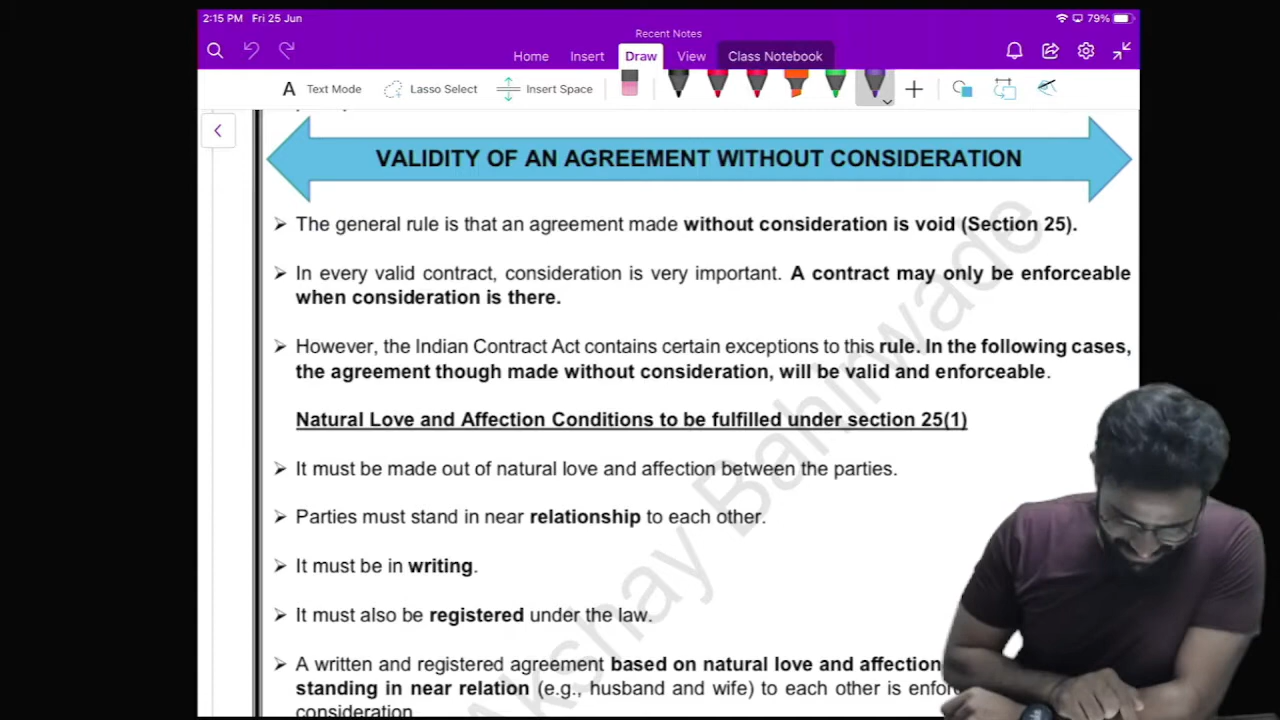 2:15 PM Fri 25 Jun
79%
Recent Notes
Home Insert Draw View Class Notebook
A Text Mode Lasso Select Insert Space
VALIDITY OF AN AGREEMENT WITHOUT CONSIDERATION
➢ The general rule is that an agreement made without consideration is void (Section 25).
➢ In every valid contract, consideration is very important. A contract may only be enforceable
when consideration is there.
➢ However, the Indian Contract Act contains certain exceptions to this rule. In the following cases,
the agreement though made without consideration, will be valid and enforceable.
Natural Love and Affection Conditions to be fulfilled under section 25(1)
➢ It must be made out of natural love and affection between the parties.
➢ Parties must stand in near relationship to each other.
➢ It must be in writing.
➢ It must also be registered under the law.
➢ A written and registered agreement based on natural love and affection
standing in near relation (e.g., husband and wife) to each other is
consideration
Akshay Bahirwade